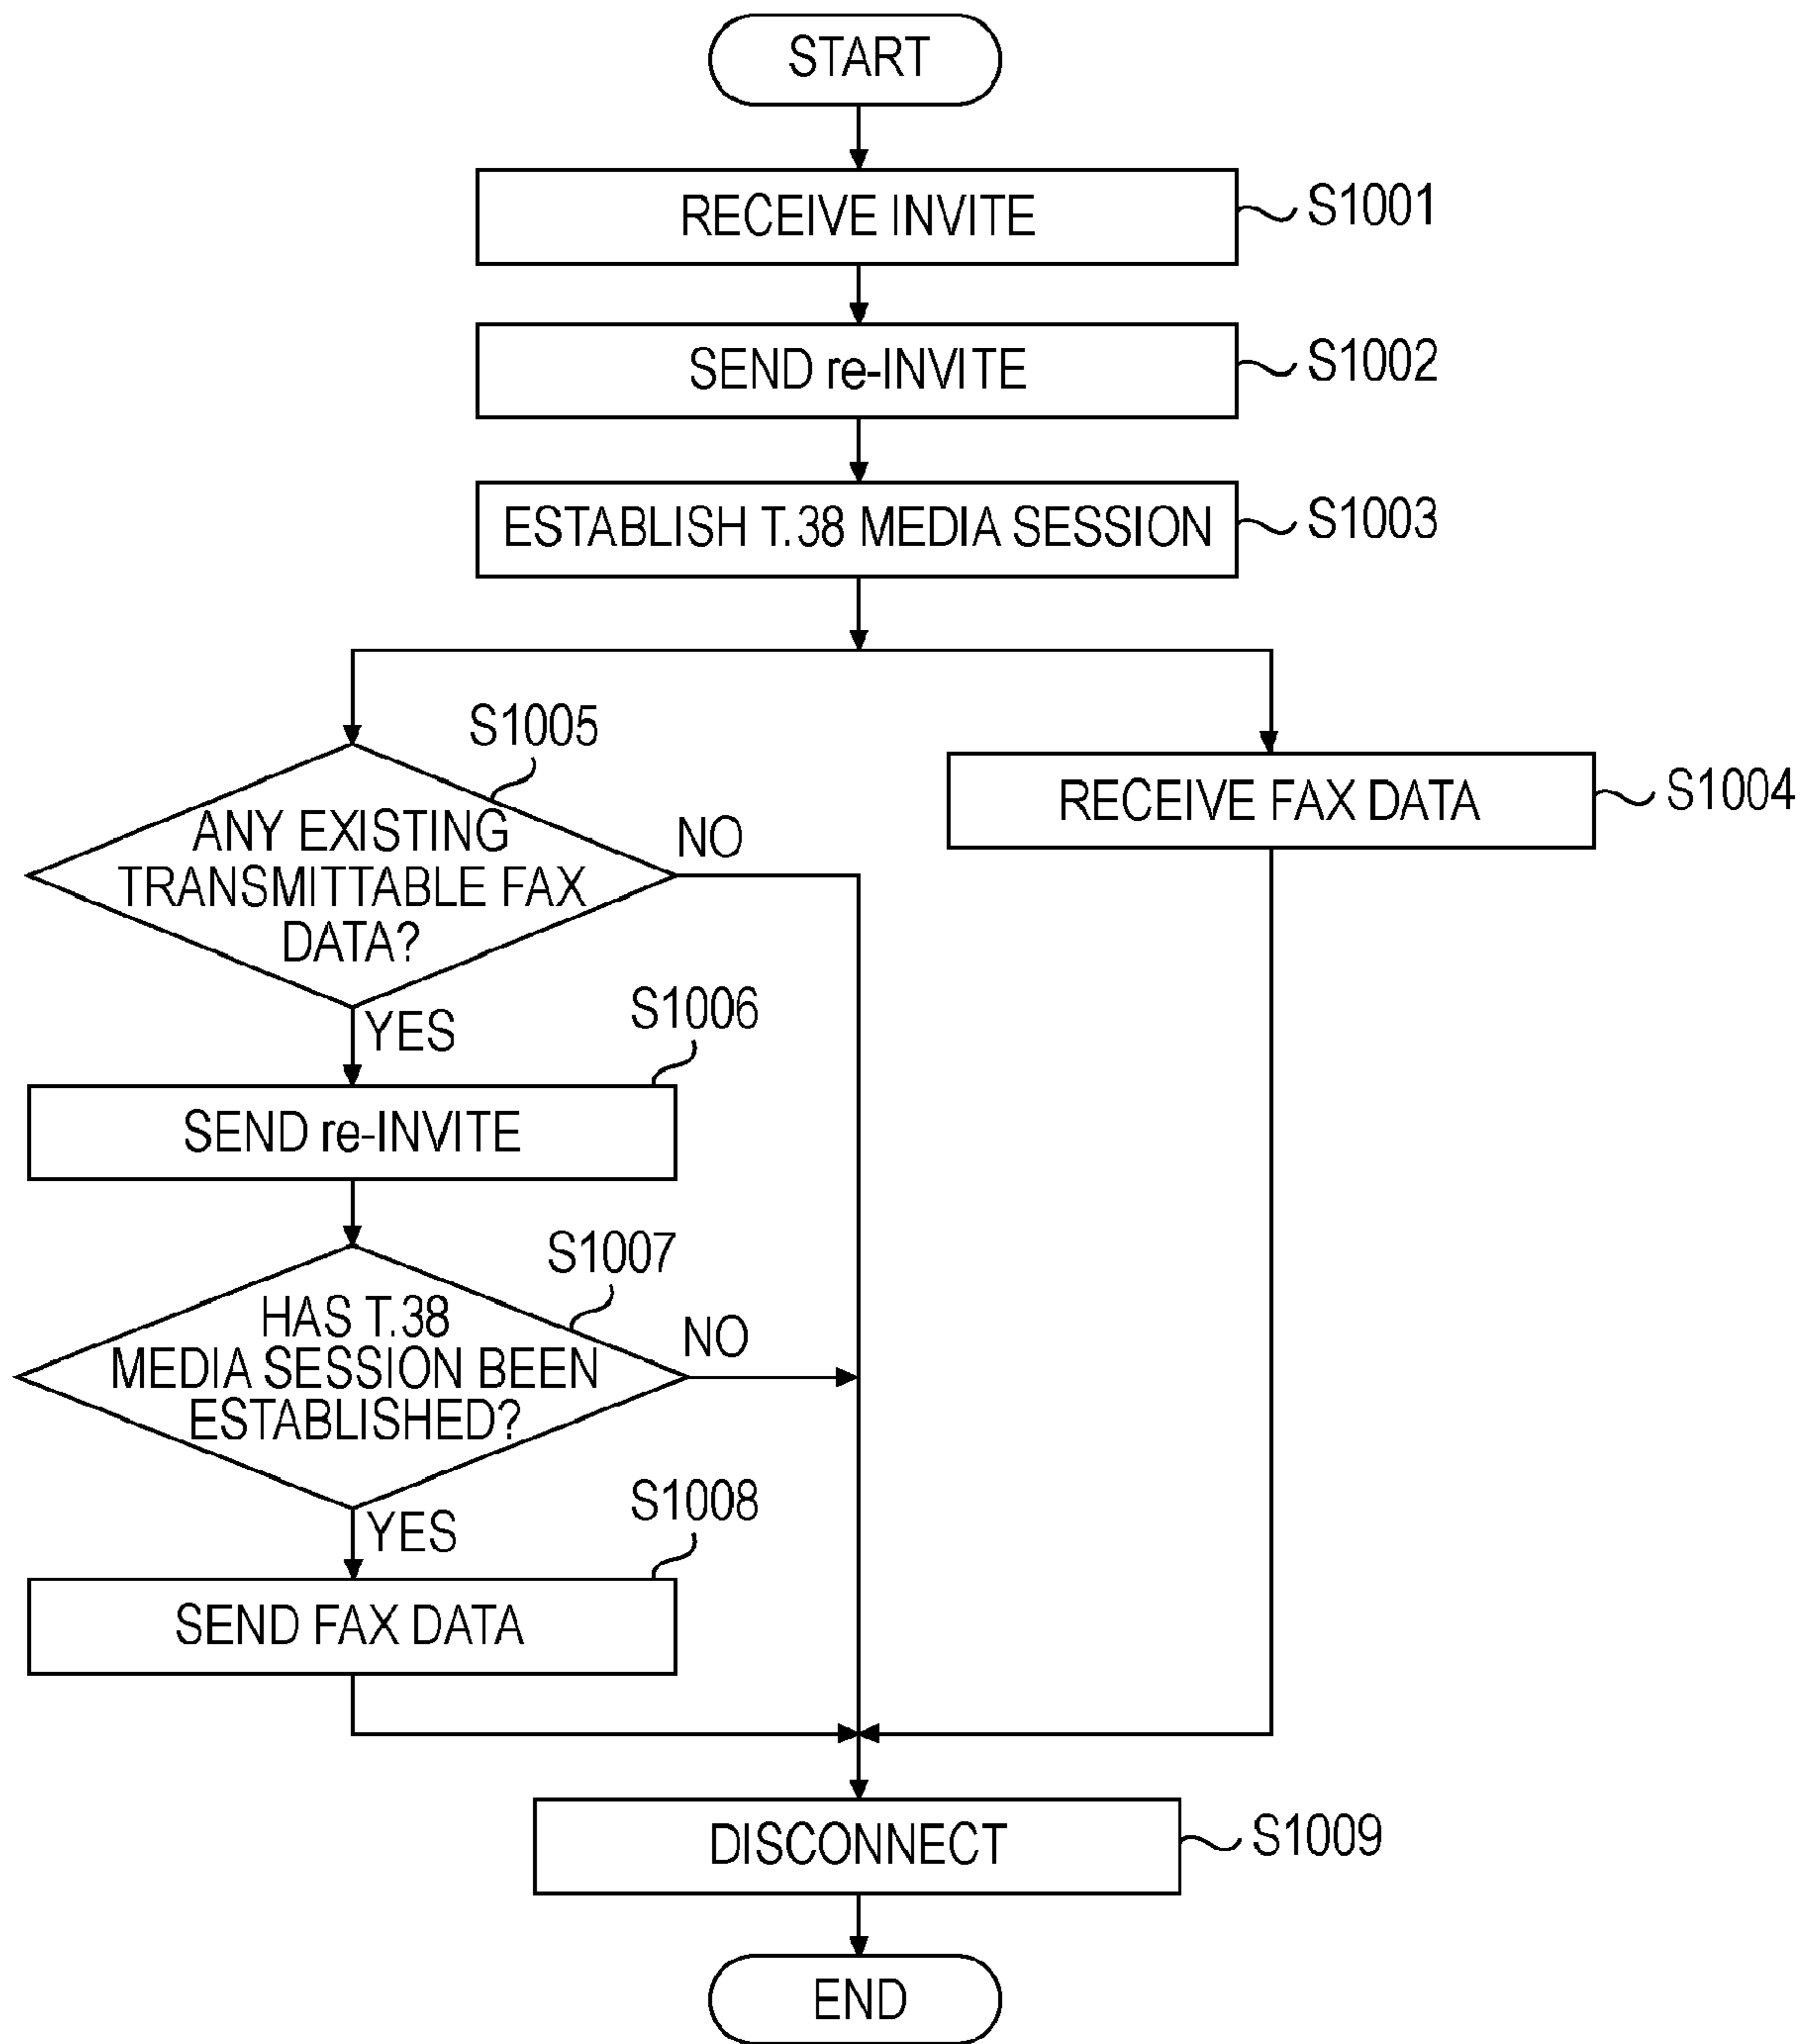 START
RECEIVE INVITE
S1001
SEND re-INVITE
S1002
ESTABLISH T.38 MEDIA SESSION
S1003
S1005
ANY EXISTING
TRANSMITTABLE FAX
DATA?
NO
YES
RECEIVE FAX DATA
S1004
S1006
SEND re-INVITE
S1007
HAS T.38
MEDIA SESSION BEEN
ESTABLISHED?
NO
YES
S1008
SEND FAX DATA
DISCONNECT
S1009
END